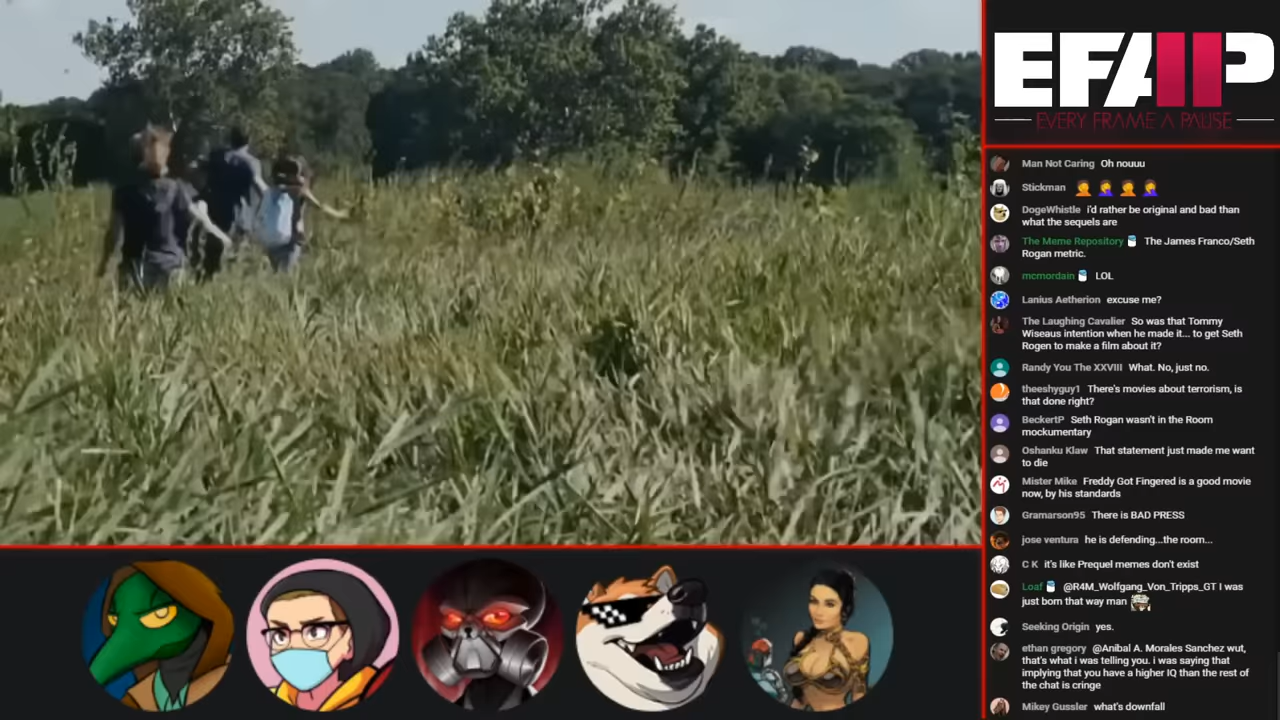 EFAP
EVERY FRAME A PAUSE
Man Not Caring Oh nouuu
Stickman
DogeWhistle i'd rather be original and bad than
what the sequels are
The Meme Repository The James Franco/Seth
Rogan metric.
mcmordain LOL
Lanius Aetherion excuse me?
The Laughing Cavalier So was that Tommy
Wiseaus intention when he made it... to get Seth
Rogen to make a film about it?
Randy You The XXVIII What. No, just no.
theeshyguy1 There's movies about terrorism, is
that done right?
BeckertP Seth Rogan wasn't in the Room
mockumentary
Oshanku Klaw That statement just made me want
to die
Mister Mike Freddy Got Fingered is a good movie
now, by his standards
Gramarson95 There is BAD PRESS
jose ventura he is defending...the room...
C K it's like Prequel memes don't exist
Loaf @R4M_Wolfgang_Von_Tripps_GT I was
just born that way man
Seeking Origin yes.
ethan gregory @Anibal A. Morales Sanchez wut,
that's what i was telling you. i was saying that
implying that you have a higher IQ than the rest of
the chat is cringe
Mikey Gussler what's downfall